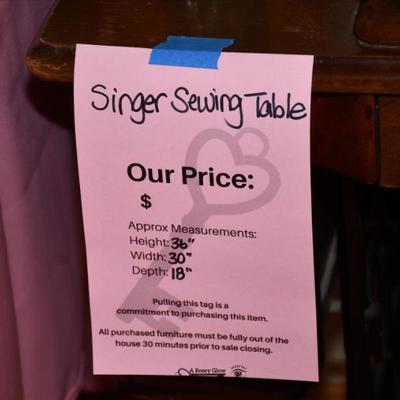 Singer Sewing Table
Our Price:
$
Approx Measurements:
Height: 36"
Width: 30"
Depth: 18"
Pulling this tag is a
commitment to purchasing this item.
All purchased furniture must be fully out of the
house 30 minutes prior to sale closing.
A Rosey Glow